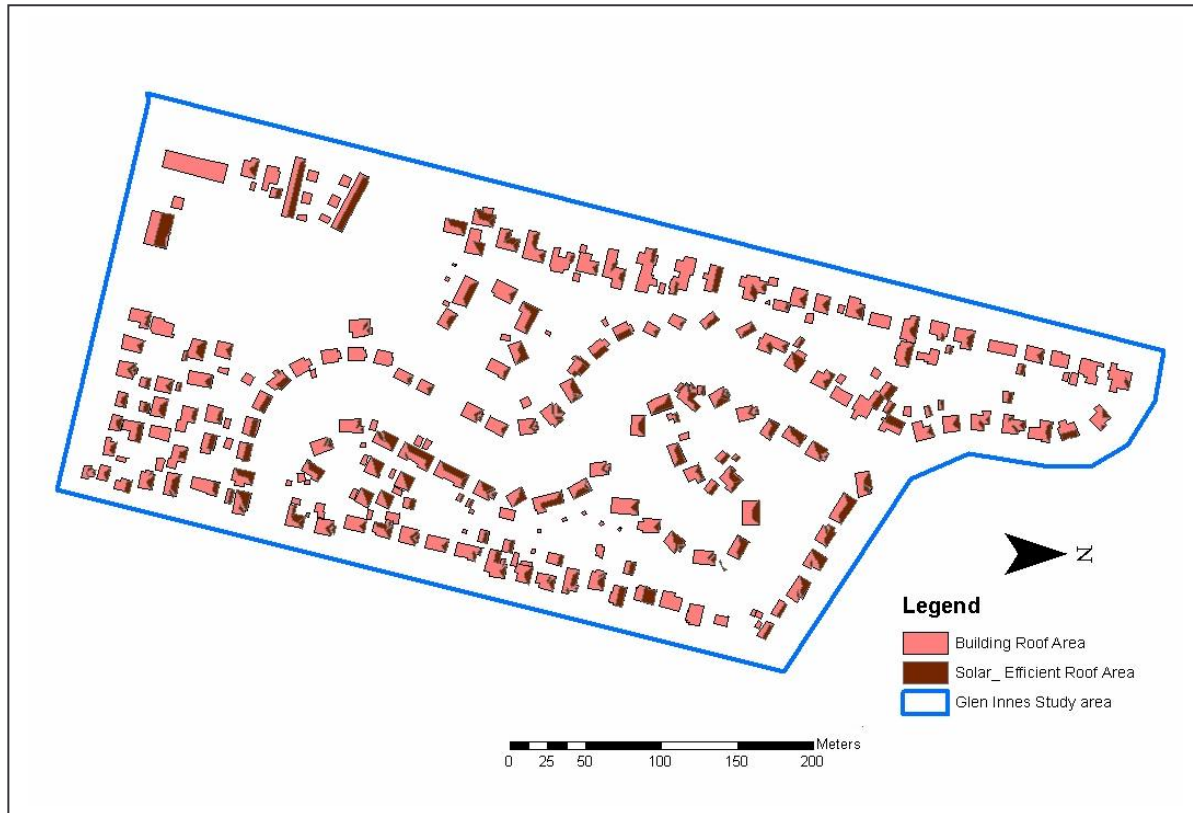 N
Legend
Building Roof Area
Solar_ Efficient Roof Area
Glen Innes Study area
Meters
0 25 50 100 150 200